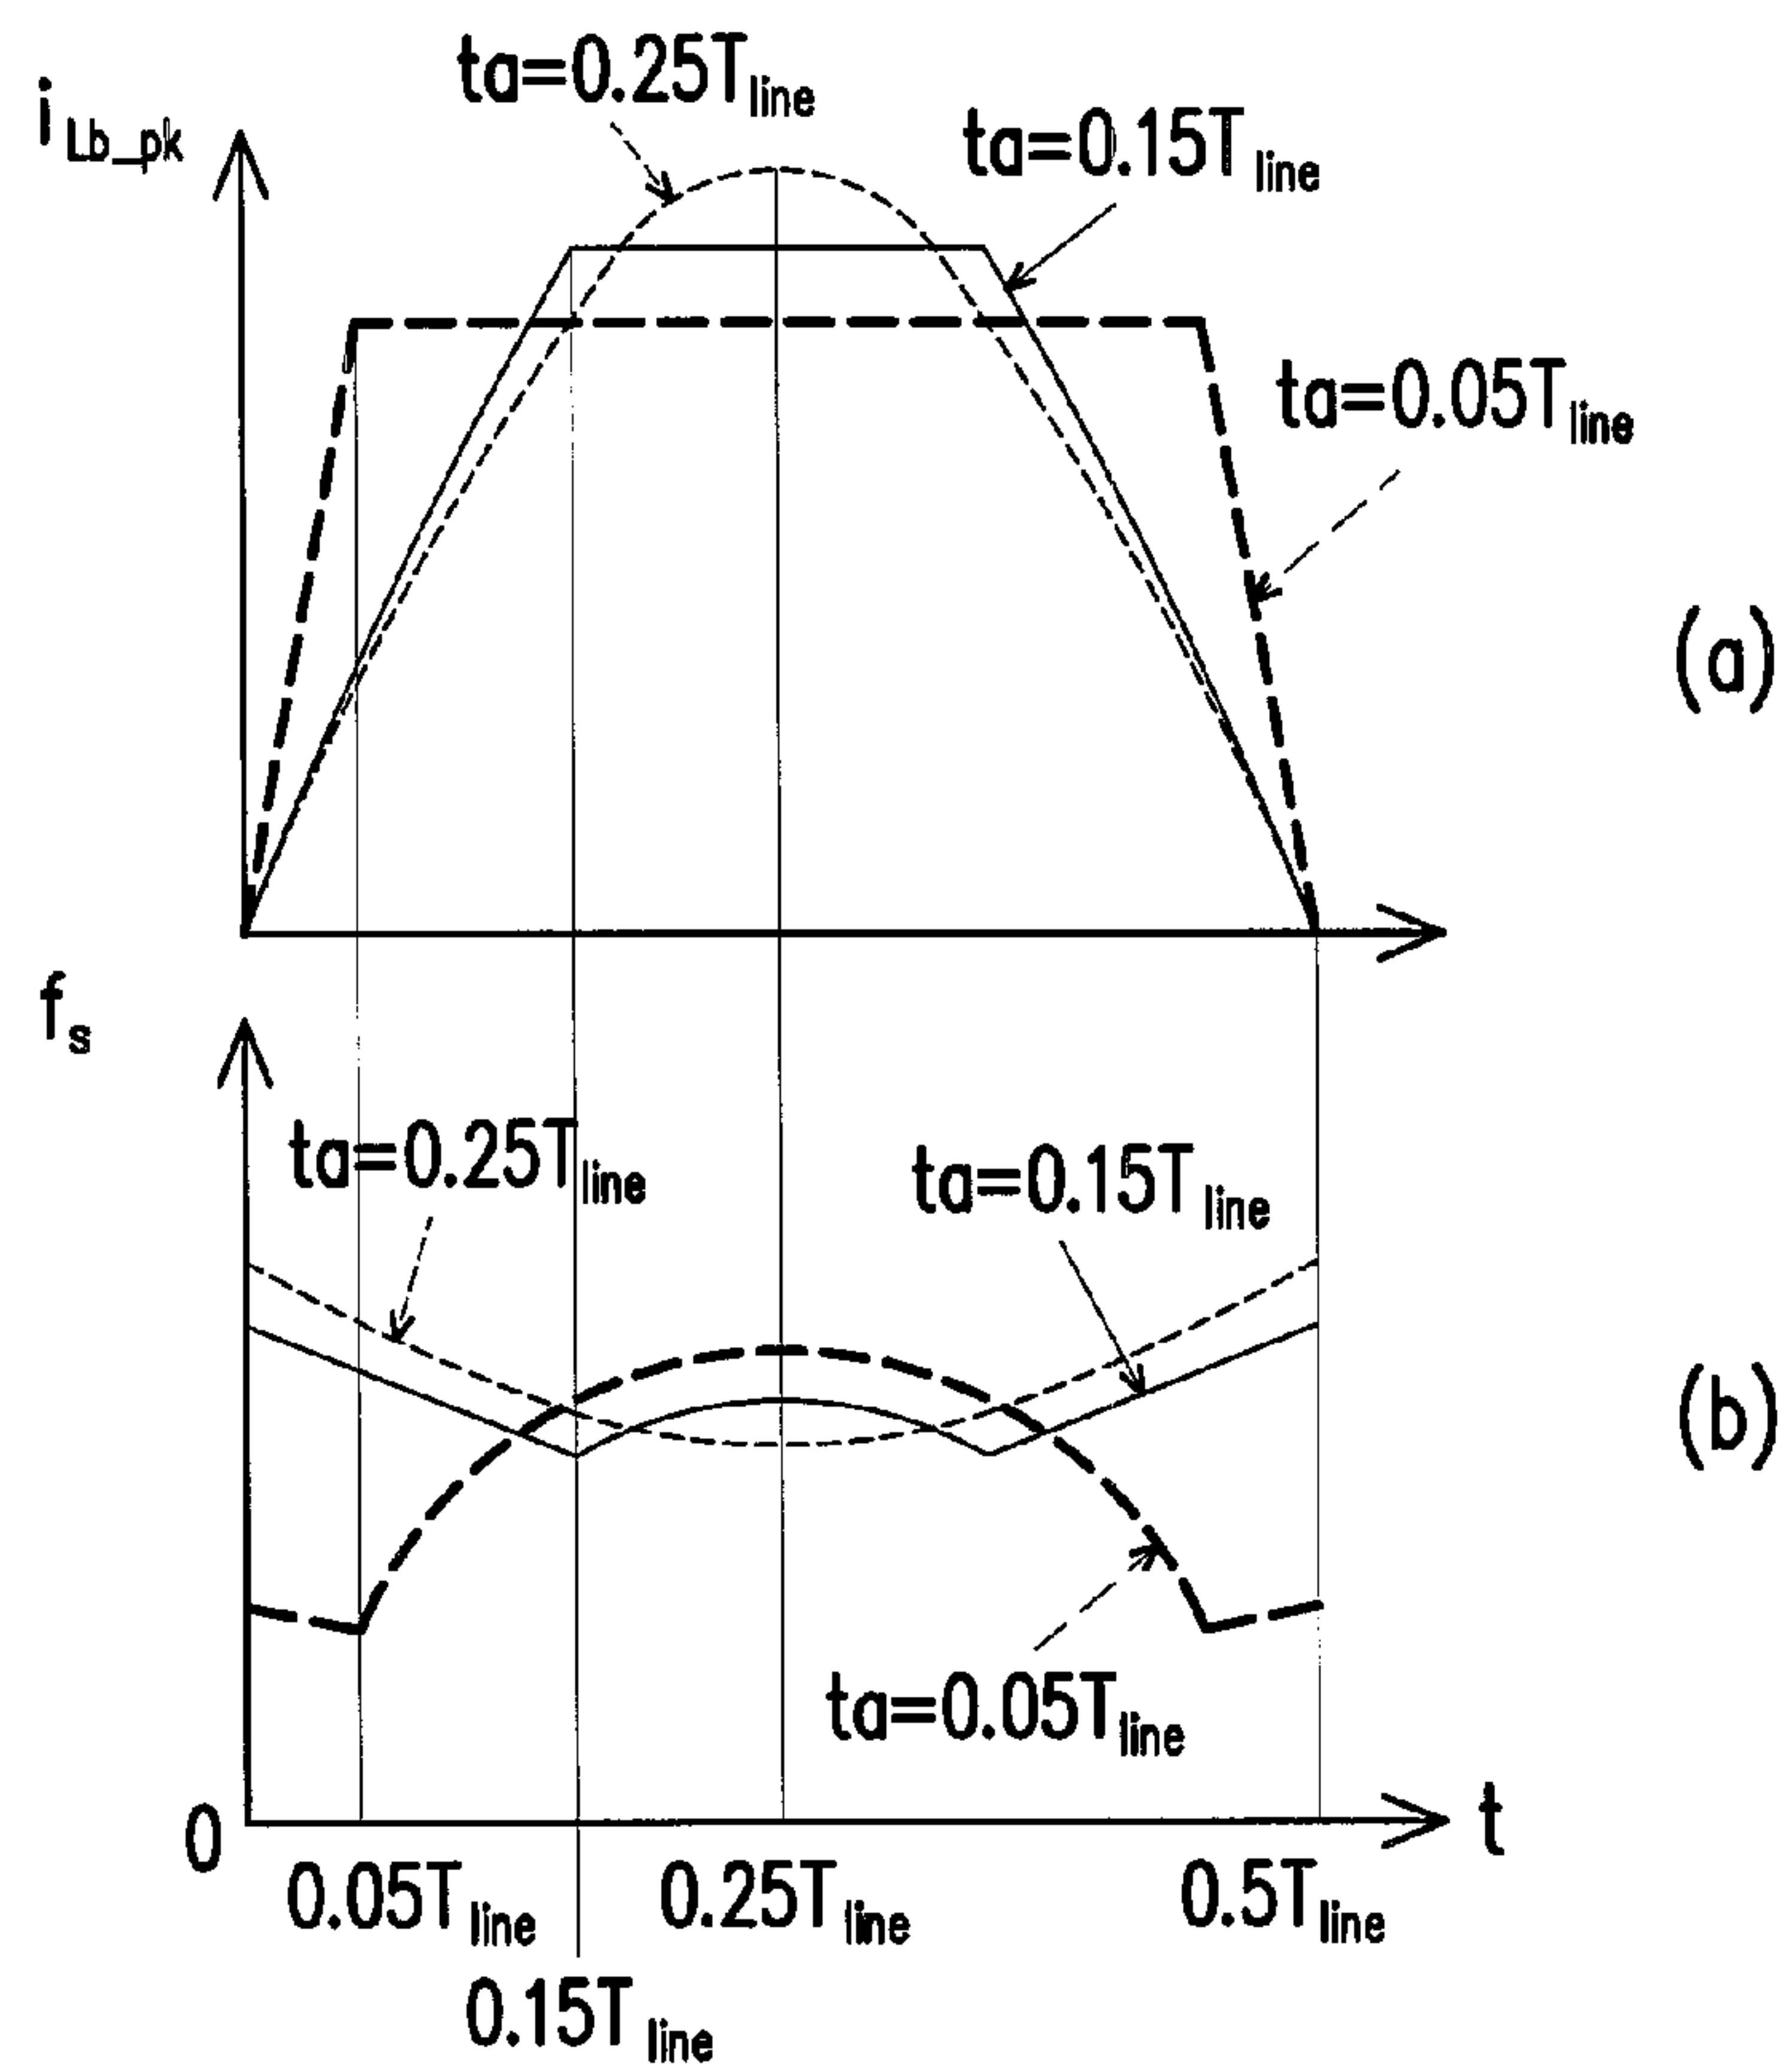 ta=0.25Tline
iLb_pk
ta=0.15Tline
ta=0.05Tline
(a)
fs
ta=0.25Tline
ta=0.15Tline
(b)
ta=0.05Tline
0
t
0.05Tline
0.25Tline
0.5Tline
0.15Tline